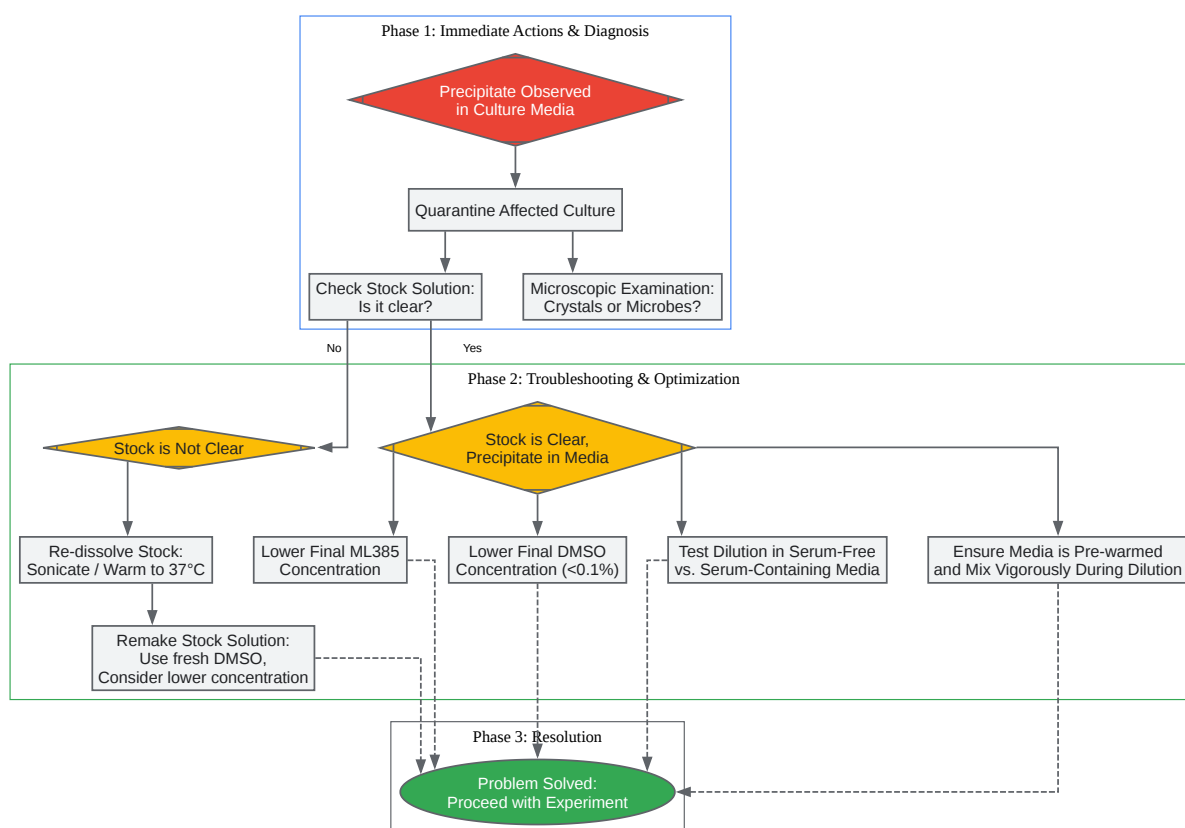 Phase 1: Immediate Actions & Diagnosis
Precipitate Observed
in Culture Media
Quarantine Affected Culture
Check Stock Solution:
Is it clear?
Microscopic Examination:
Crystals or Microbes?
No
Yes
Phase 2: Troubleshooting & Optimization
Stock is Not Clear
Stock is Clear,
Precipitate in Media
Re-dissolve Stock:
Sonicate / Warm to 37°C
Lower Final ML385
Concentration
Lower Final DMSO
Concentration (<0.1%)
Test Dilution in Serum-Free
vs. Serum-Containing Media
Ensure Media is Pre-warmed
and Mix Vigorously During Dilution
Remake Stock Solution:
Use fresh DMSO,
Consider lower concentration
Phase 3: Resolution
Problem Solved:
Proceed with Experiment